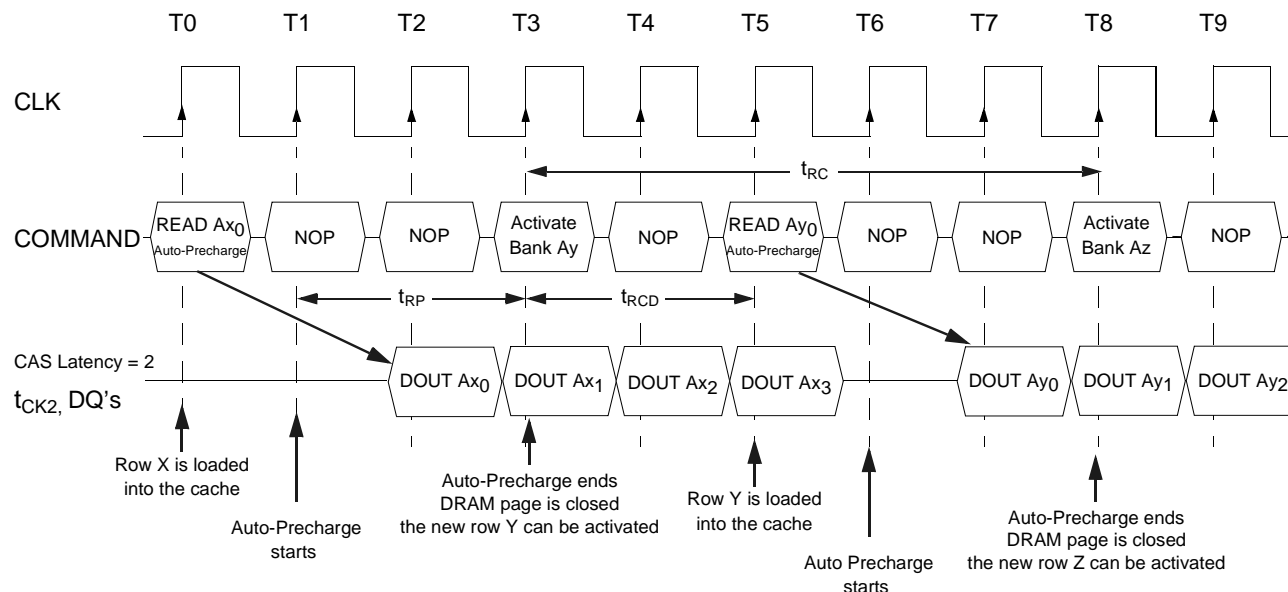 T0 T1 T2 T3 T4 T5 T6 T7 T8 T9
CLK
tRC
COMMAND
READ Ax0
Auto-Precharge
NOP
NOP
Activate
Bank Ay
NOP
READ Ay0
Auto-Precharge
NOP
NOP
Activate
Bank Az
NOP
tRP
tRCD
CAS Latency = 2
tCK2, DQ's
DOUT Ax0
DOUT Ax1
DOUT Ax2
DOUT Ax3
DOUT Ay0
DOUT Ay1
DOUT Ay2
Row X is loaded
into the cache
Auto-Precharge
starts
Auto-Precharge ends
DRAM page is closed
the new row Y can be activated
Row Y is loaded
into the cache
Auto Precharge
starts
Auto-Precharge ends
DRAM page is closed
the new row Z can be activated